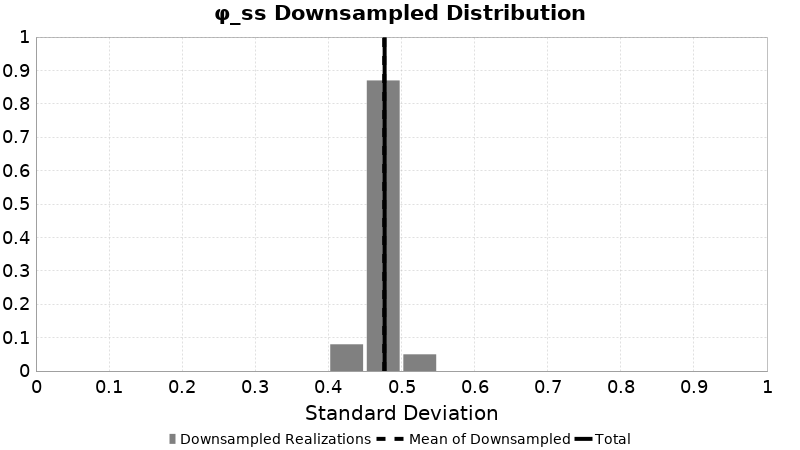 φ_ss Downsampled Distribution
1
0.9
0.8
0.7
0.6
0.5
0.4
0.3
0.2
0.1
0
0 0.1 0.2 0.3 0.4 0.5 0.6 0.7 0.8 0.9 1
Standard Deviation
Downsampled Realizations Mean of Downsampled Total